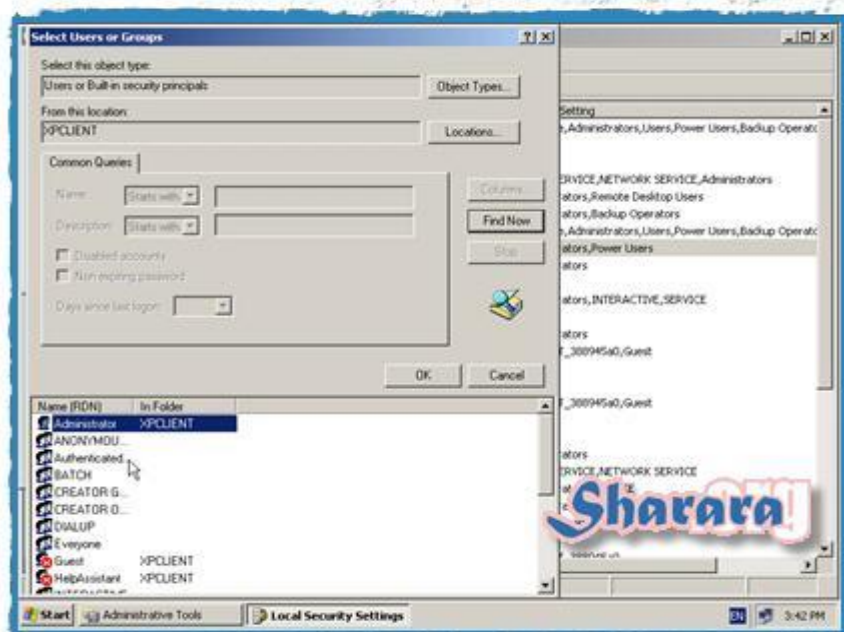 Select Users or Groups
Select this object type:
Users or Built-in security principals
Object Types...
From this location:
XPCLIENT
Locations...
Common Queries
Name: Starts with
Description: Starts with
Disabled accounts
Non expiring password
Days since last logon:
Columns...
Find Now
Stop
OK
Cancel
Name (RDN) In Folder
Administrator XPCLIENT
ANONYMOU...
Authenticated...
BATCH
CREATOR G...
CREATOR O...
DIALUP
Everyone
Guest XPCLIENT
HelpAssistant XPCLIENT
Setting
,Administrators,Users,Power Users,Backup Operato
ERVICE,NETWORK SERVICE,Administrators
ators,Remote Desktop Users
ators,Backup Operators
,Administrators,Users,Power Users,Backup Operato
ators,Power Users
ators
ators,INTERACTIVE,SERVICE
ators
T_388945a0,Guest
T_388945a0,Guest
ators
ERVICE,NETWORK SERVICE
Sharara
org
Start
Administrative Tools
Local Security Settings
EN
3:42 PM